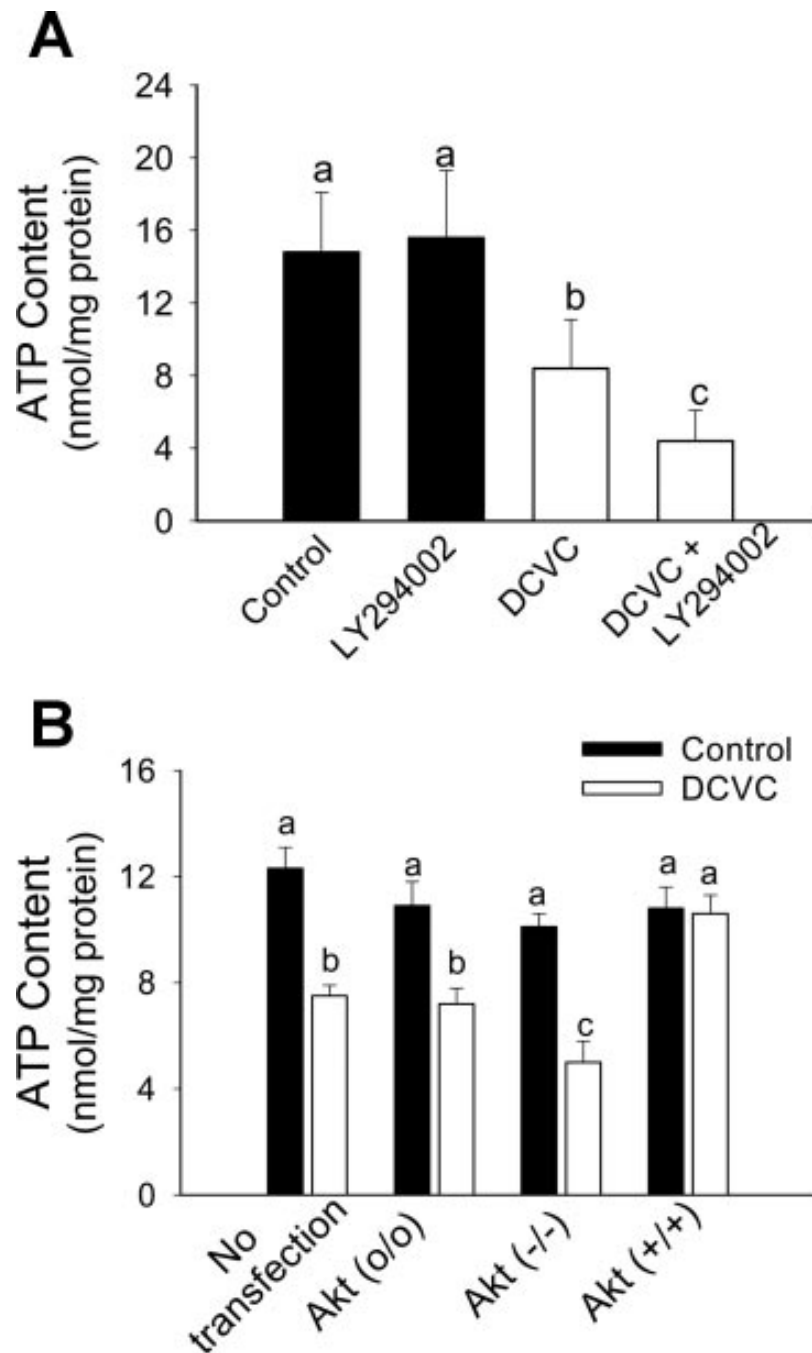 A
24
20
16
12
8
4
0
ATP Content
(nmol/mg protein)
a
a
b
c
Control
LY294002
DCVC
DCVC +
LY294002
B
Control
DCVC
16
12
8
4
0
ATP Content
(nmol/mg protein)
a
b
a
b
a
c
a
a
No
transfection
Akt (o/o)
Akt (-/-)
Akt (+/+)